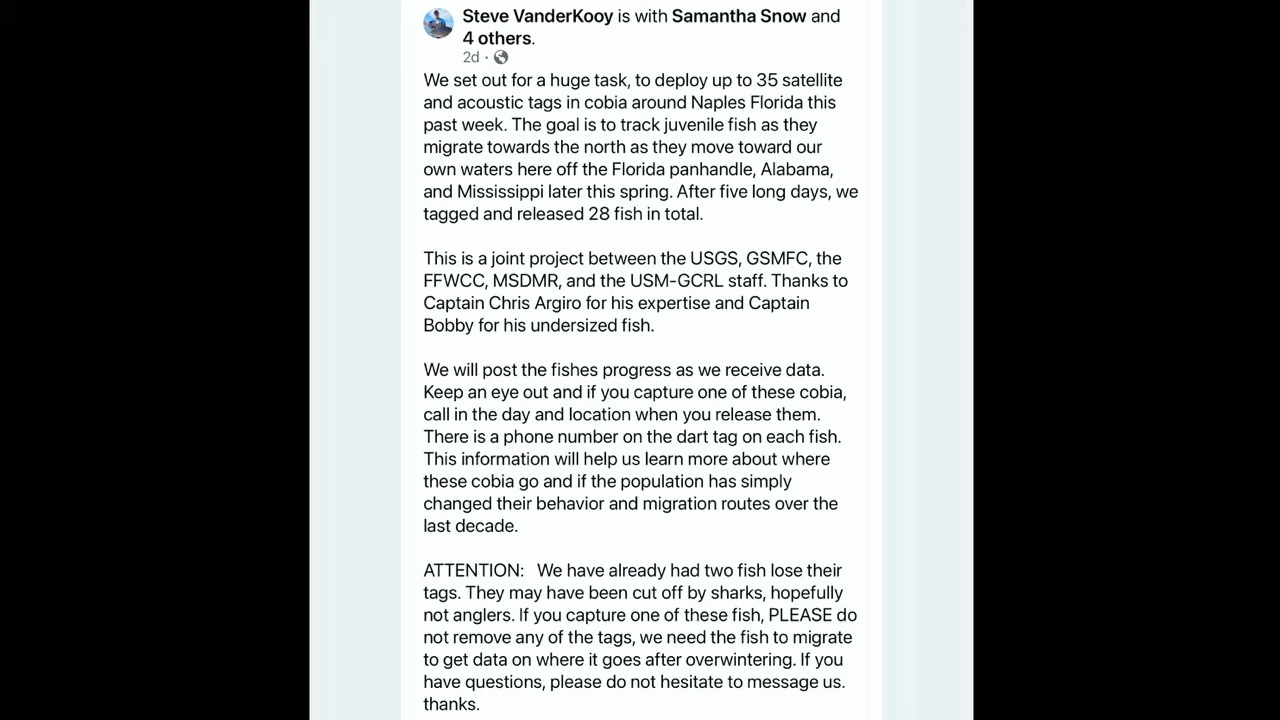 Steve VanderKooy is with Samantha Snow and
4 others.
2d ·
We set out for a huge task, to deploy up to 35 satellite
and acoustic tags in cobia around Naples Florida this
past week. The goal is to track juvenile fish as they
migrate towards the north as they move toward our
own waters here off the Florida panhandle, Alabama,
and Mississippi later this spring. After five long days, we
tagged and released 28 fish in total.
This is a joint project between the USGS, GSMFC, the
FFWCC, MSDMR, and the USM-GCRL staff. Thanks to
Captain Chris Argiro for his expertise and Captain
Bobby for his undersized fish.
We will post the fishes progress as we receive data.
Keep an eye out and if you capture one of these cobia,
call in the day and location when you release them.
There is a phone number on the dart tag on each fish.
This information will help us learn more about where
these cobia go and if the population has simply
changed their behavior and migration routes over the
last decade.
ATTENTION:   We have already had two fish lose their
tags. They may have been cut off by sharks, hopefully
not anglers. If you capture one of these fish, PLEASE do
not remove any of the tags, we need the fish to migrate
to get data on where it goes after overwintering. If you
have questions, please do not hesitate to message us.
thanks.